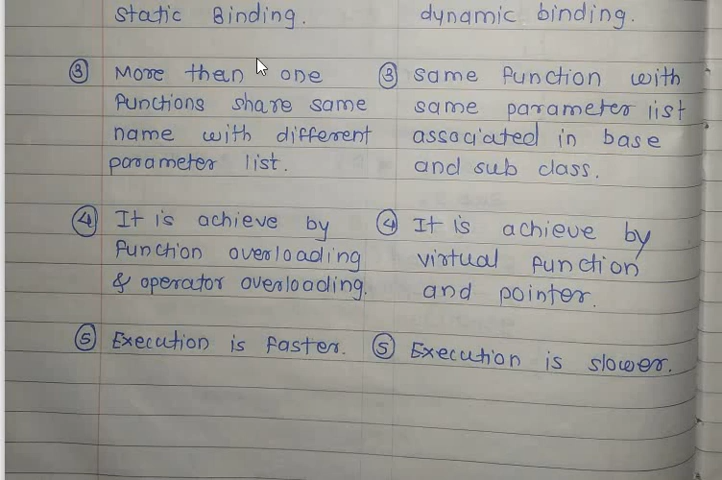 Static Binding.
dynamic binding.
③ More than one
functions share same
name with different
parameter list.
③ same function with
same parameter list
associated in base
and sub class.
④ It is achieve by
function overloading
& operator overloading.
④ It is achieve by
virtual function
and pointer.
⑤ Execution is faster.
⑤ Execution is slower.